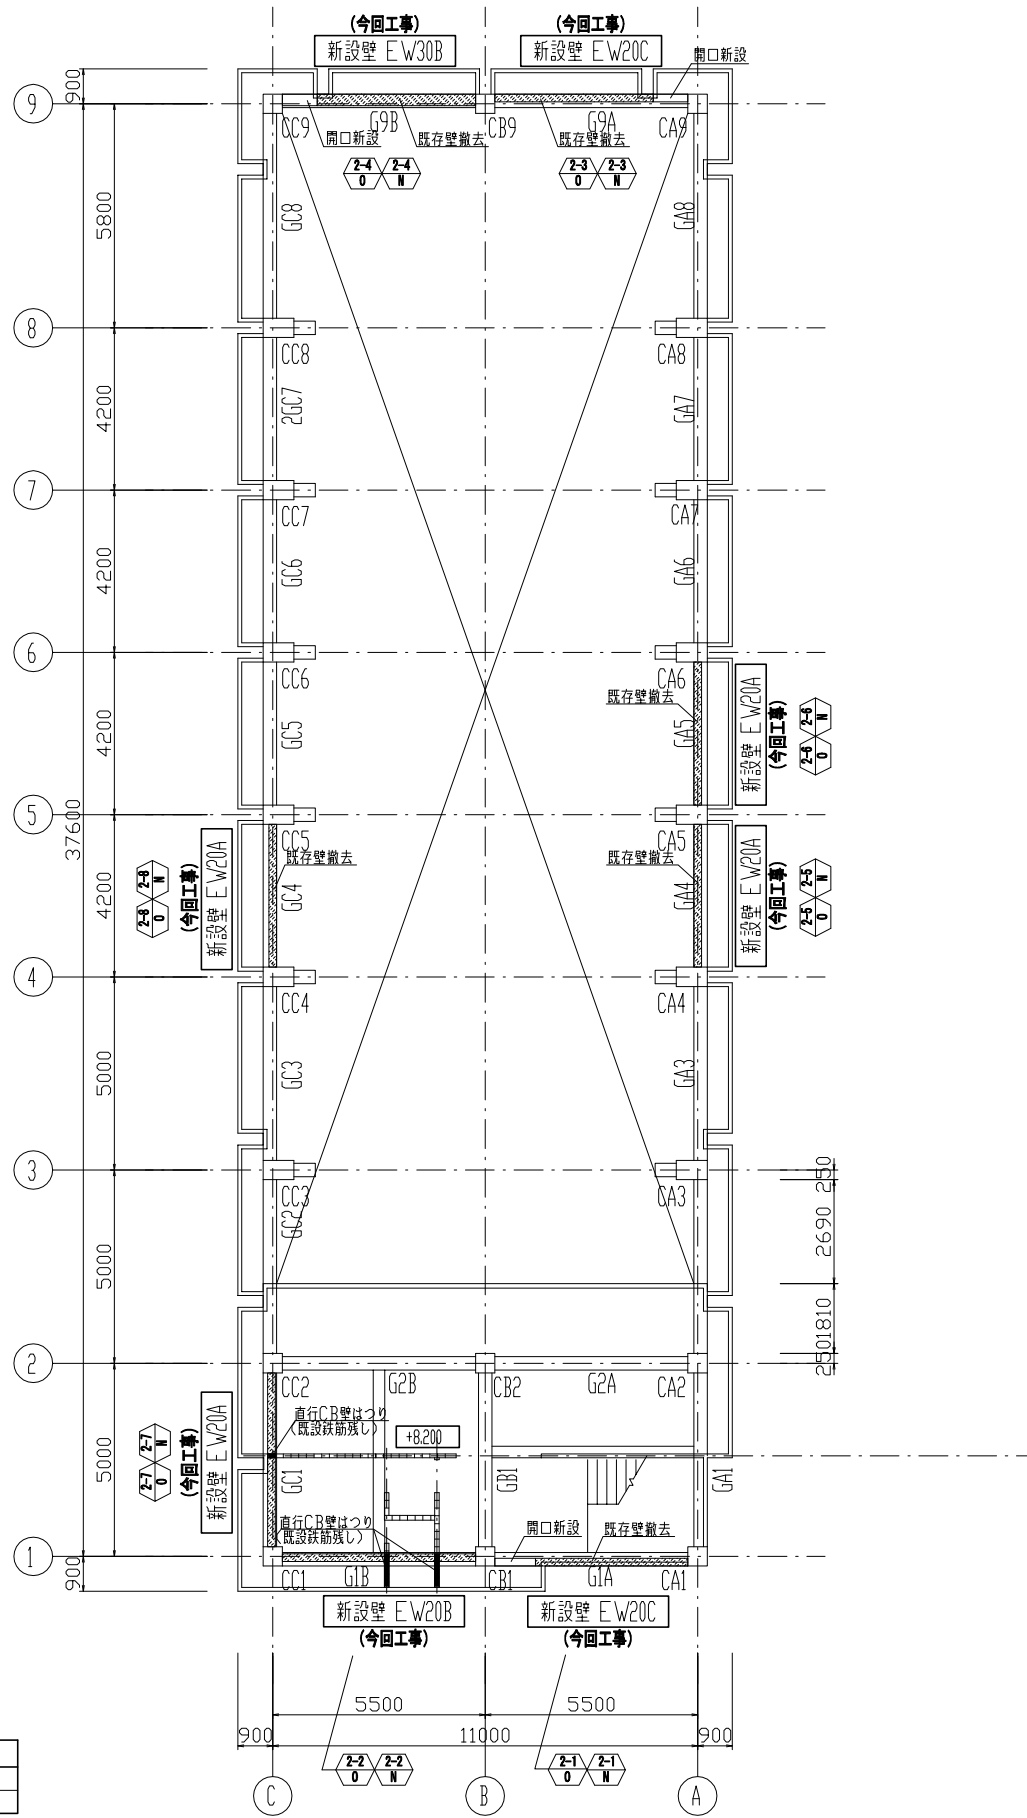 (今回工事)
(今回工事)
新設壁 EW30B
新設壁 EW20C
開口新設
900
9
CC9
G9B
CB9
G9A
CA9
開口新設
既存壁撤去
既存壁撤去
2-4
O
2-4
N
2-3
O
2-3
N
5800
GC8
GA8
8
CC8
CA8
4200
2GC7
GA7
7
CC7
CA7
4200
GC6
GA6
6
CC6
CA6
既存壁撤去
4200
GC5
GA5
新設壁 EW20A
(今回工事)
2-6
O
2-6
N
37600
5
CC5
CA5
既存壁撤去
既存壁撤去
4200
2-8
O
2-8
N
(今回工事)
新設壁 EW20A
GC4
GA4
新設壁 EW20A
(今回工事)
2-5
O
2-5
N
4
CC4
CA4
5000
GC3
GA3
3
CC3
CA3
250
GC2
2690
5000
1810
250
2
CC2
G2B
CB2
G2A
CA2
直行CB壁はつり
(既設鉄筋残し)
+8.200
5000
2-7
O
2-7
N
(今回工事)
新設壁 EW20A
GC1
GB1
GA1
直行CB壁はつり
(既設鉄筋残し)
開口新設
既存壁撤去
1
900
CC1
G1B
CB1
G1A
CA1
新設壁 EW20B
新設壁 EW20C
(今回工事)
(今回工事)
5500
5500
900
11000
900
2-2
O
2-2
N
2-1
O
2-1
N
C
B
A